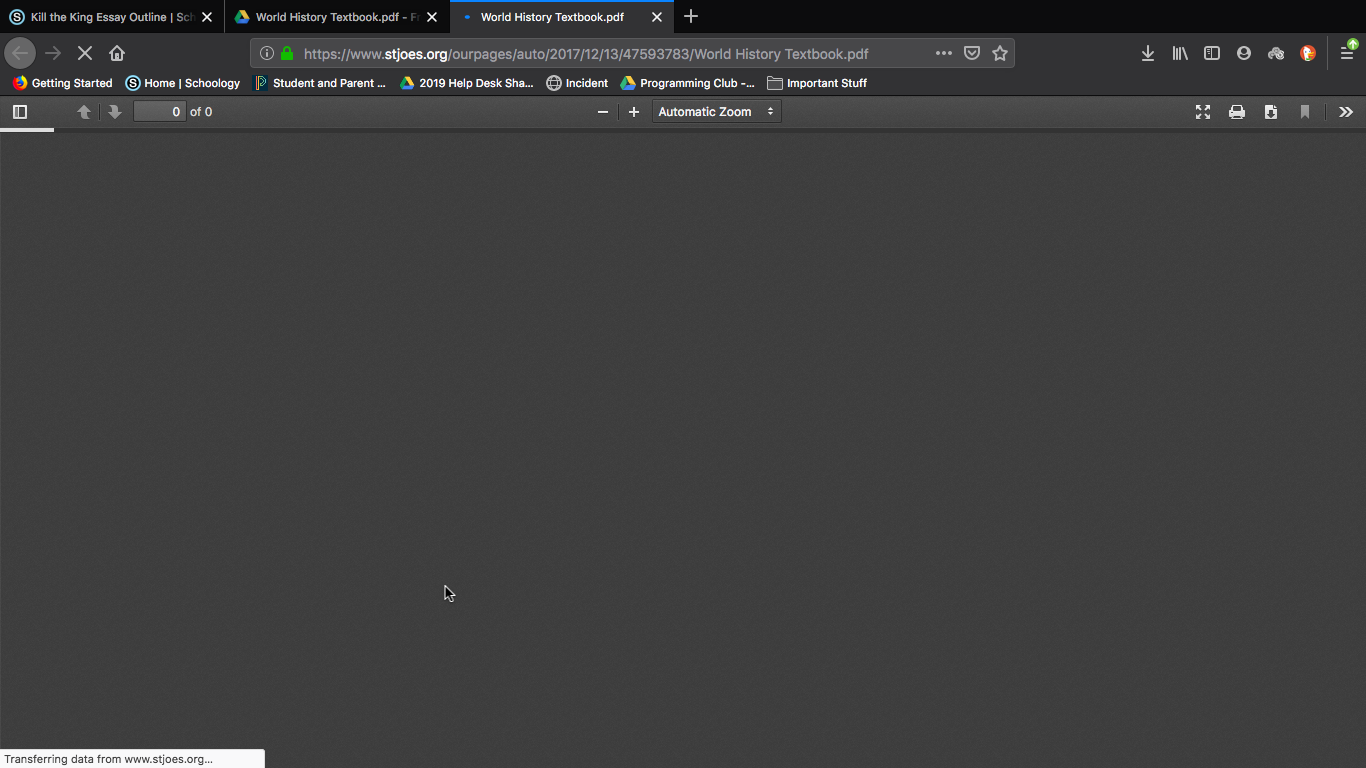 Kill the King Essay Outline | Sch
World History Textbook.pdf - Fr
World History Textbook.pdf
https://www.stjoes.org/ourpages/auto/2017/12/13/47593783/World History Textbook.pdf
Getting Started
Home | Schoology
Student and Parent ...
2019 Help Desk Sha...
Incident
Programming Club -...
Important Stuff
0 of 0
Automatic Zoom
Transferring data from www.stjoes.org...